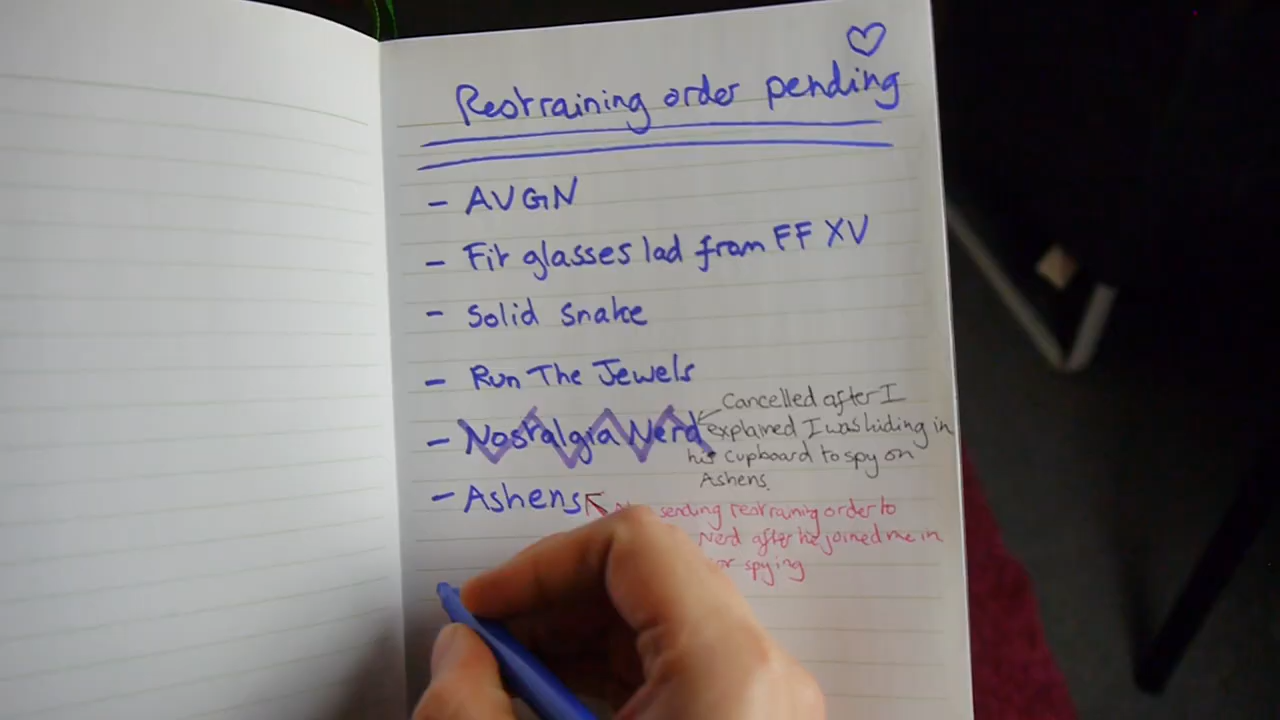 Restraining order pending
- AVGN
- Fit glasses lad from FF XV
- Solid Snake
- Run The Jewels
- Nostalgia Nerd
Cancelled after I
explained I was hiding in
his cupboard to spy on
Ashens.
- Ashens
sending restraining order to
Nerd after he joined me in
spying